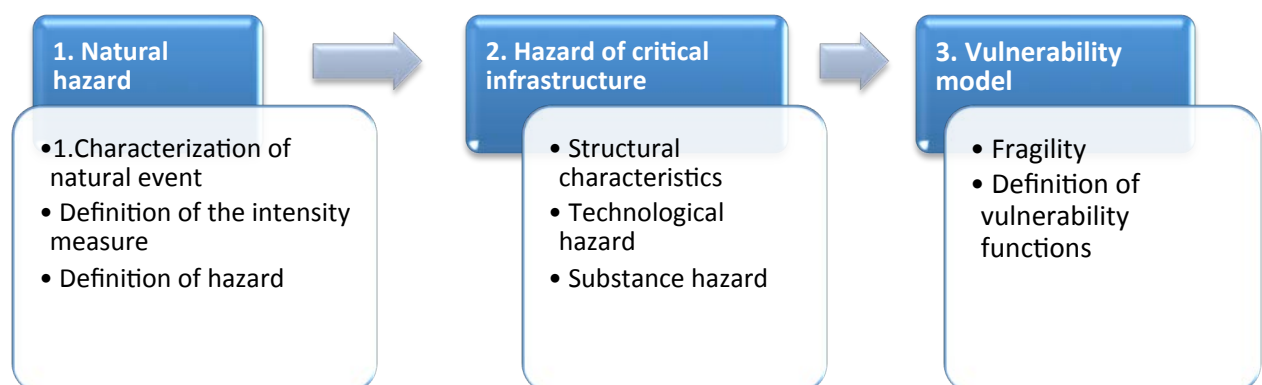 1. Natural
hazard
•1.Characterization of
natural event
• Definition of the intensity
measure
• Definition of hazard
2. Hazard of critical
infrastructure
• Structural
characteristics
• Technological
hazard
• Substance hazard
3. Vulnerability
model
• Fragility
• Definition of
vulnerability
functions